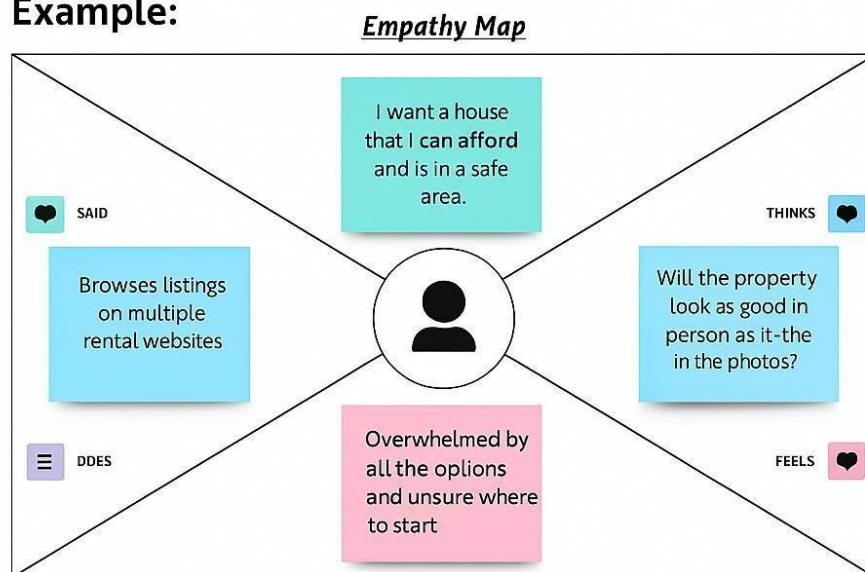 Example:
Empathy Map
I want a house
that I can afford
and is in a safe
area.
SAID
THINKS
Browses listings
on multiple
rental websites
Will the property
look as good in
person as it-the
in the photos?
DDES
FEELS
Overwhelmed by
all the oplions
and unsure where
to start